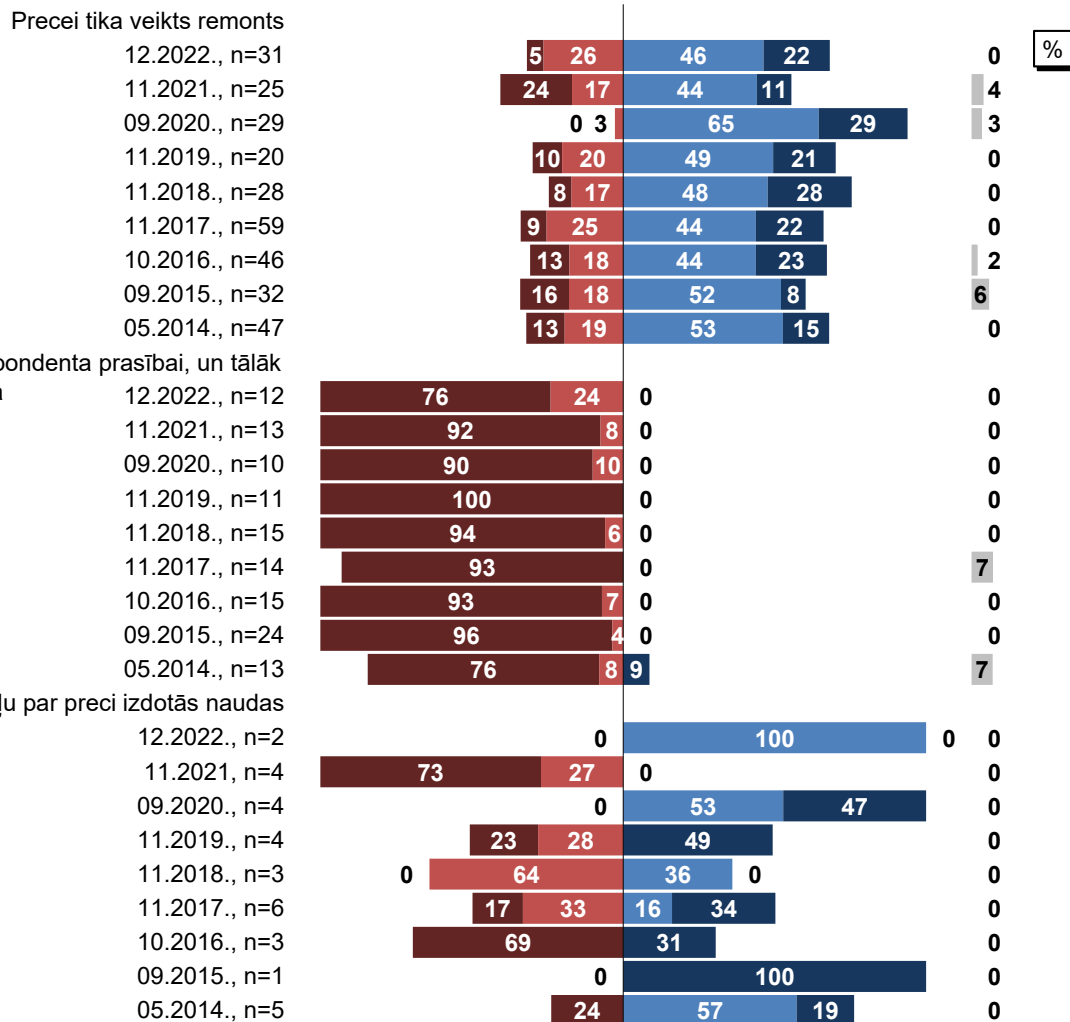 Precei tika veikts remonts
12.2022., n=31 5 26 46 22 0 %
11.2021., n=25 24 17 44 11 4
09.2020., n=29 0 3 65 29 3
11.2019., n=20 10 20 49 21 0
11.2018., n=28 8 17 48 28 0
11.2017., n=59 9 25 44 22 0
10.2016., n=46 13 18 44 23 2
09.2015., n=32 16 18 52 8 6
05.2014., n=47 13 19 53 15 0
prasībai, un tālāk
12.2022., n=12 76 24 0 0
11.2021., n=13 92 8 0 0
09.2020., n=10 90 10 0 0
11.2019., n=11 100 0 0
11.2018., n=15 94 6 0 0
11.2017., n=14 93 0 7
10.2016., n=15 93 7 0 0
09.2015., n=24 96 4 0 0
05.2014., n=13 76 8 9 7
par preci izdotās naudas
12.2022., n=2 0 100 0 0
11.2021, n=4 73 27 0 0
09.2020., n=4 0 53 47 0
11.2019., n=4 23 28 49 0
11.2018., n=3 0 64 36 0 0
11.2017., n=6 17 33 16 34 0
10.2016., n=3 69 31 0
09.2015., n=1 0 100 0
05.2014., n=5 24 57 19 0